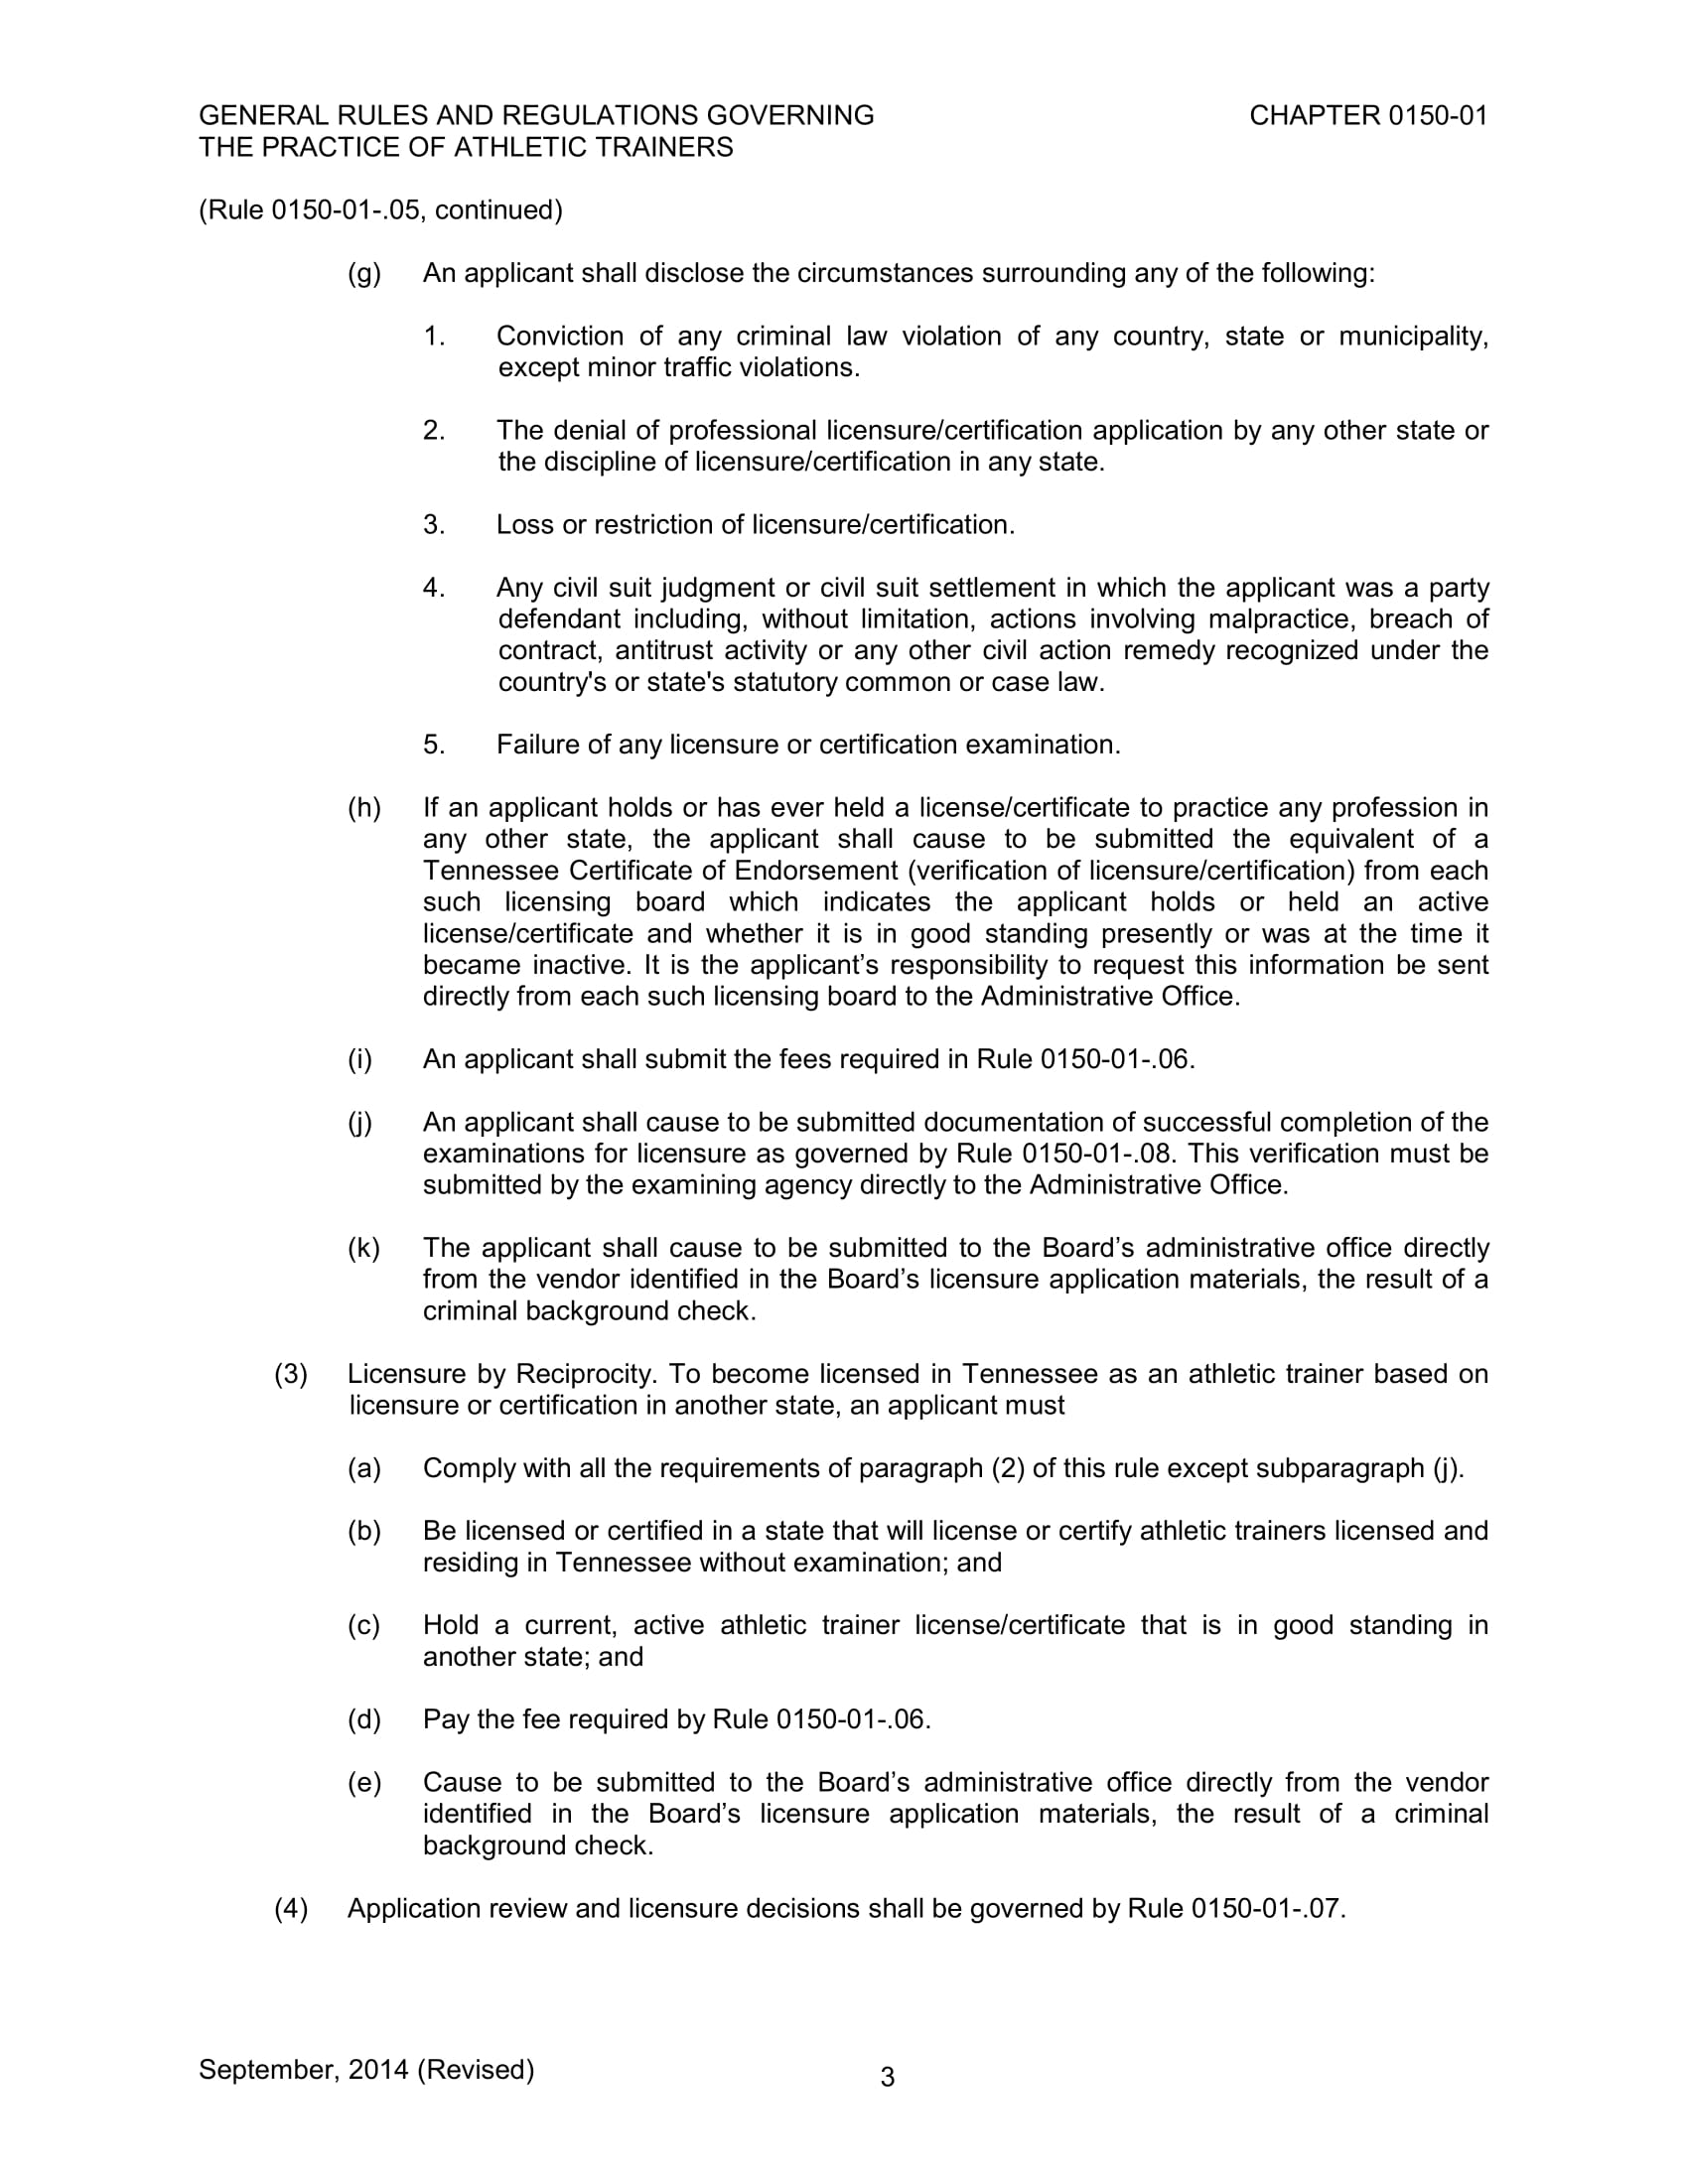 GENERAL RULES AND REGULATIONS GOVERNING CHAPTER 0150-01
THE PRACTICE OF ATHLETIC TRAINERS
(Rule 0150-01-.05, continued)
(g) An applicant shall disclose the circumstances surrounding any of the following:
1. Conviction of any criminal law violation of any country, state or municipality,
except minor traffic violations.
2. The denial of professional licensure/certification application by any other state or
the discipline of licensure/certification in any state.
3. Loss or restriction of licensure/certification.
4. Any civil suit judgment or civil suit settlement in which the applicant was a party
defendant including, without limitation, actions involving malpractice, breach of
contract, antitrust activity or any other civil action remedy recognized under the
country's or state's statutory common or case law.
5. Failure of any licensure or certification examination.
(h) If an applicant holds or has ever held a license/certificate to practice any profession in
any other state, the applicant shall cause to be submitted the equivalent of a
Tennessee Certificate of Endorsement (verification of licensure/certification) from each
such licensing board which indicates the applicant holds or held an active
license/certificate and whether it is in good standing presently or was at the time it
became inactive. It is the applicant’s responsibility to request this information be sent
directly from each such licensing board to the Administrative Office.
(i) An applicant shall submit the fees required in Rule 0150-01-.06.
(j) An applicant shall cause to be submitted documentation of successful completion of the
examinations for licensure as governed by Rule 0150-01-.08. This verification must be
submitted by the examining agency directly to the Administrative Office.
(k) The applicant shall cause to be submitted to the Board’s administrative office directly
from the vendor identified in the Board’s licensure application materials, the result of a
criminal background check.
(3) Licensure by Reciprocity. To become licensed in Tennessee as an athletic trainer based on
licensure or certification in another state, an applicant must
(a) Comply with all the requirements of paragraph (2) of this rule except subparagraph (j).
(b) Be licensed or certified in a state that will license or certify athletic trainers licensed and
residing in Tennessee without examination; and
(c) Hold a current, active athletic trainer license/certificate that is in good standing in
another state; and
(d) Pay the fee required by Rule 0150-01-.06.
(e) Cause to be submitted to the Board’s administrative office directly from the vendor
identified in the Board’s licensure application materials, the result of a criminal
background check.
(4) Application review and licensure decisions shall be governed by Rule 0150-01-.07.
September, 2014 (Revised) 3